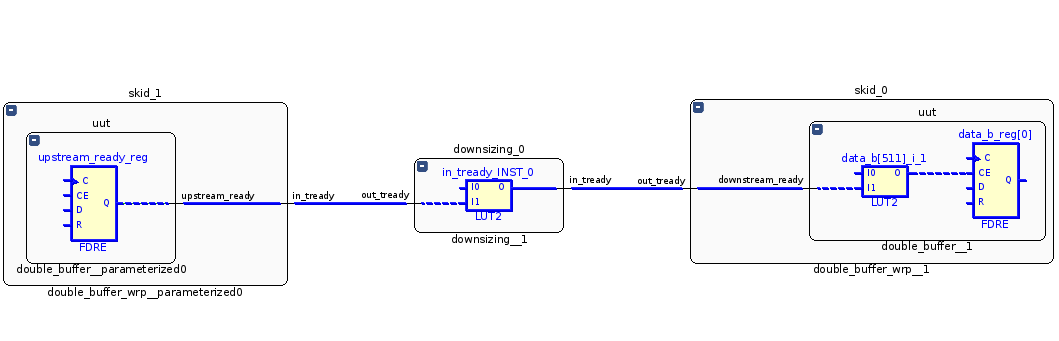 skid_1
uut
upstream_ready_reg
C
CE
D
R
Q
FDRE
double_buffer__parameterized0
double_buffer_wrp__parameterized0
upstream_ready
in_tready
out_tready
downsizing_0
in_tready_INST_0
I0
I1
O
LUT2
downsizing__1
in_tready
out_tready
skid_0
uut
downstream_ready
data_b[511]_i_1
I0
I1
O
LUT2
data_b_reg[0]
C
CE
D
R
Q
FDRE
double_buffer__1
double_buffer_wrp__1